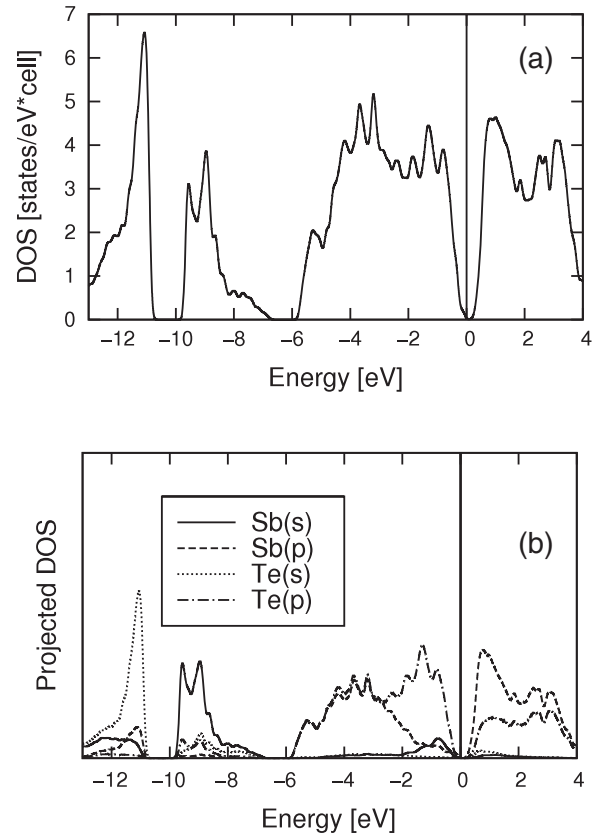 7
6
5
4
3
2
1
0
DOS [states/eV*cell]
(a)
−12 −10 −8 −6 −4 −2 0 2 4
Energy [eV]
Projected DOS
Sb(s)
Sb(p)
Te(s)
Te(p)
(b)
−12 −10 −8 −6 −4 −2 0 2 4
Energy [eV]